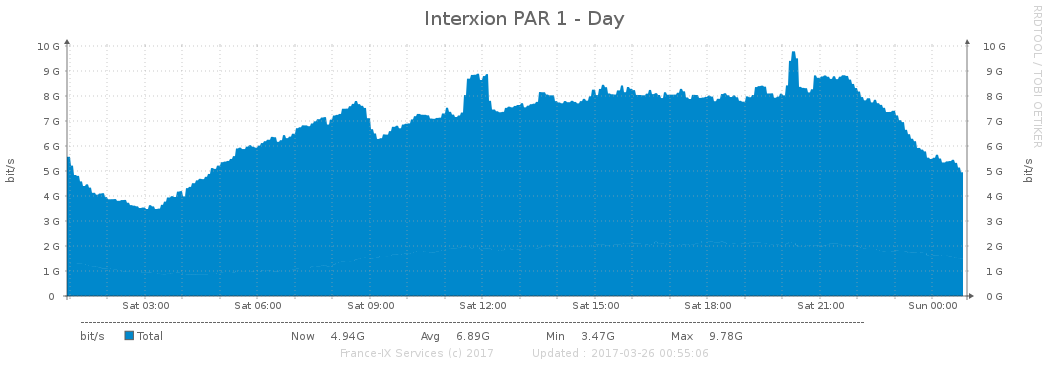 Interxion PAR 1 - Day
RRDTOOL / TOBI OETIKER
bit/s
10 G
9 G
8 G
7 G
6 G
5 G
4 G
3 G
2 G
1 G
0
10 G
9 G
8 G
7 G
6 G
5 G
4 G
3 G
2 G
1 G
0 G
bit/s
Sat 03:00 Sat 06:00 Sat 09:00 Sat 12:00 Sat 15:00 Sat 18:00 Sat 21:00 Sun 00:00
bit/s Total Now 4.94G Avg 6.89G Min 3.47G Max 9.78G
France-IX Services (c) 2017 Updated : 2017-03-26 00:55:06